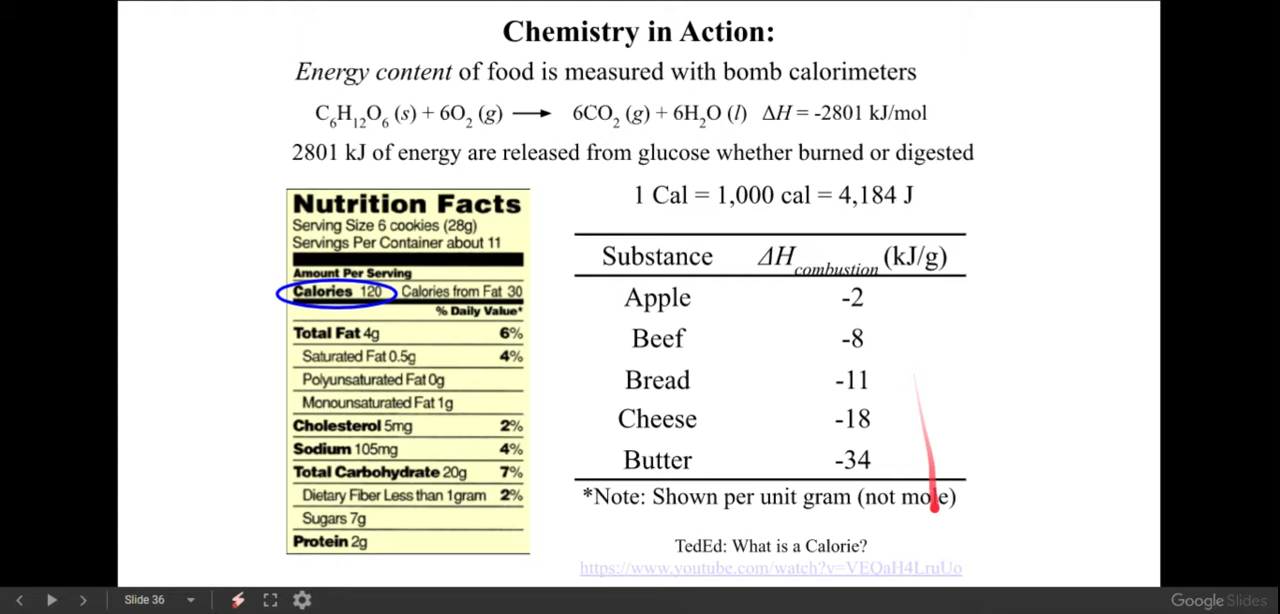 Chemistry in Action:
Energy content of food is measured with bomb calorimeters
C₆H₁₂O₆ (s) + 6O₂ (g) ⟶ 6CO₂ (g) + 6H₂O (l) ΔH = -2801 kJ/mol
2801 kJ of energy are released from glucose whether burned or digested
Nutrition Facts
Serving Size 6 cookies (28g)
Servings Per Container about 11
Amount Per Serving
Calories 120 Calories from Fat 30
% Daily Value*
Total Fat 4g 6%
Saturated Fat 0.5g 4%
Polyunsaturated Fat 0g
Monounsaturated Fat 1g
Cholesterol 5mg 2%
Sodium 105mg 4%
Total Carbohydrate 20g 7%
Dietary Fiber Less than 1gram 2%
Sugars 7g
Protein 2g
1 Cal = 1,000 cal = 4,184 J
Substance ΔHcombustion (kJ/g)
Apple -2
Beef -8
Bread -11
Cheese -18
Butter -34
*Note: Shown per unit gram (not mole)
TedEd: What is a Calorie?
https://www.youtube.com/watch?v=VEQaH4LruUo
Slide 36
Google Slides